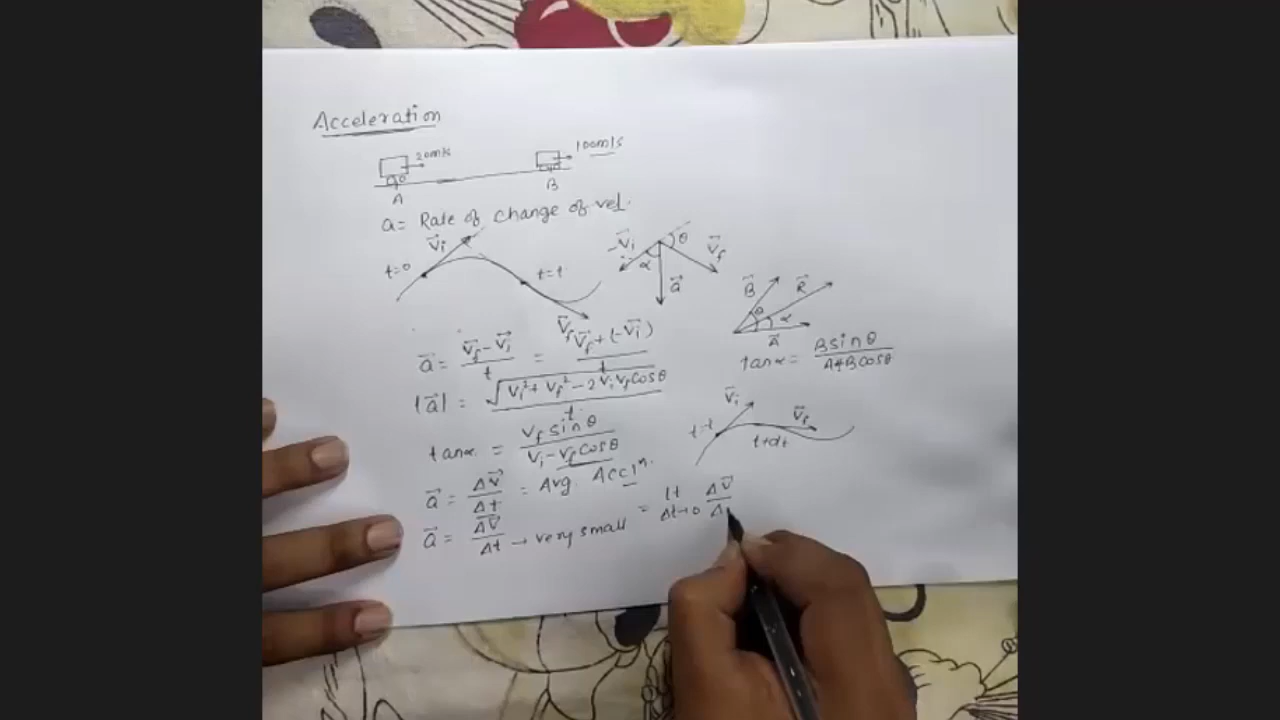 Acceleration
20m/s
100m/s
A
B
a = Rate of change of vel.
t=0
V⃗i
t=t
V⃗f
-V⃗i
θ
V⃗f
α
a⃗
B⃗
R⃗
θ
α
A⃗
a⃗ = (V⃗f - V⃗i)/t = (V⃗f + (-V⃗i))/t
tanα = Bsinθ/(A+Bcosθ)
|a⃗| = √(Vi² + Vf² - 2ViVfcosθ)/t
tanα = Vf sinθ/(Vi - Vf cosθ)
V⃗i
V⃗f
t=t
t+dt
a⃗ = ΔV⃗/Δt = Avg. Accln.
a⃗ = ΔV⃗/Δt → very small = lt Δt→0 ΔV⃗/Δ